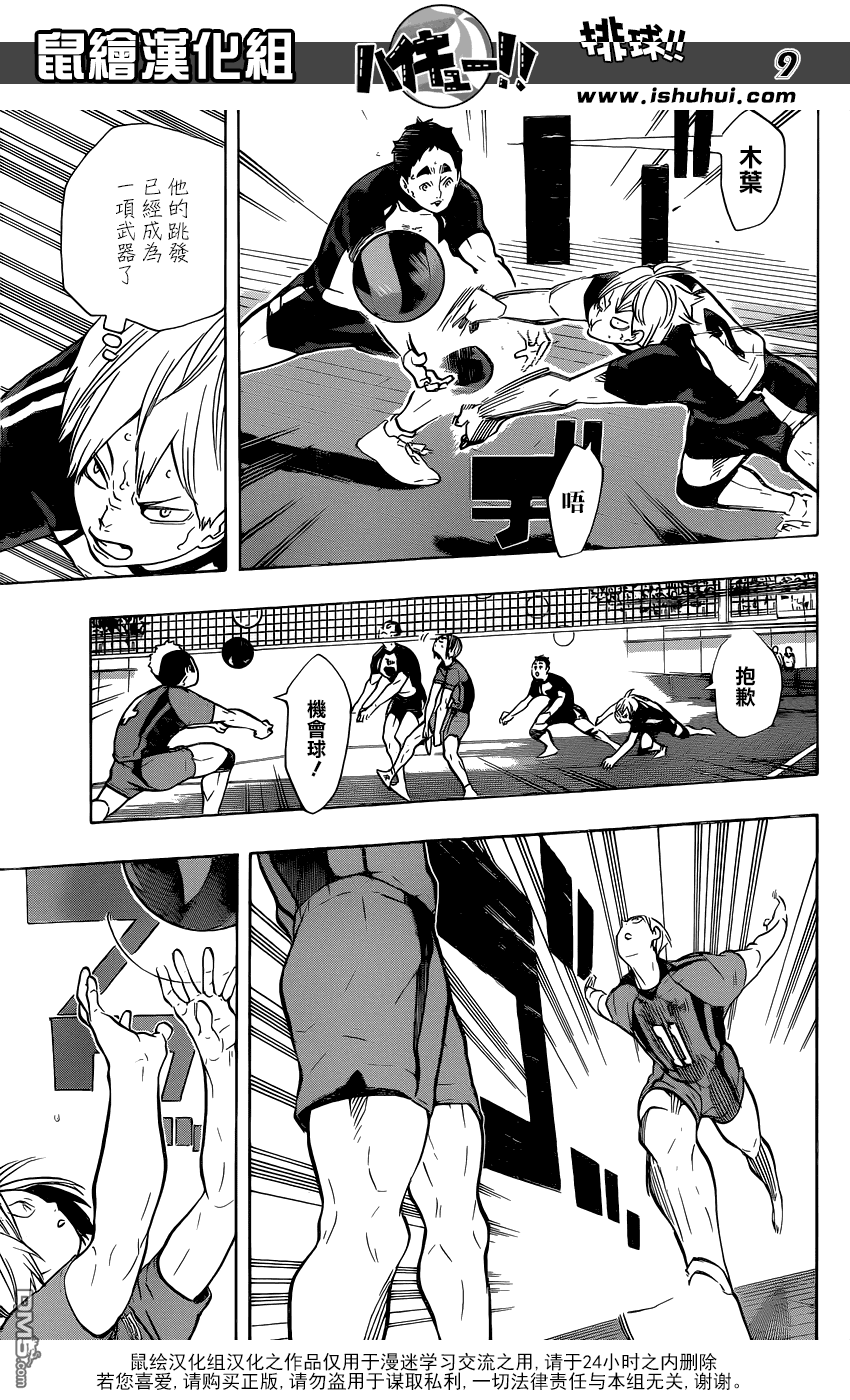 鼠繪漢化組
ハイキュー!!
排球!!
9
www.ishuhui.com
木葉
唔
他的跳發
已經成為
一項武器了
抱歉
機會球!
鼠绘汉化组汉化之作品仅用于漫迷学习交流之用,请于24小时之内删除
若您喜爱,请购买正版,请勿盗用于谋取私利,一切法律责任与本组无关,谢谢。